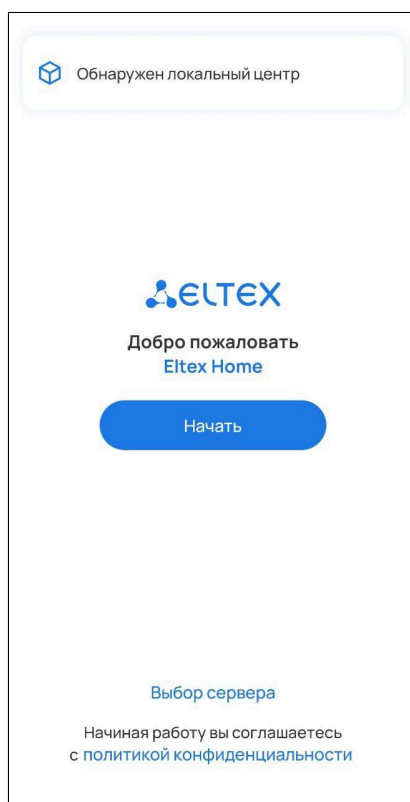 Обнаружен локальный центр
ELTEX
Добро пожаловать
Eltex Home
Начать
Выбор сервера
Начиная работу вы соглашаетесь
с политикой конфиденциальности